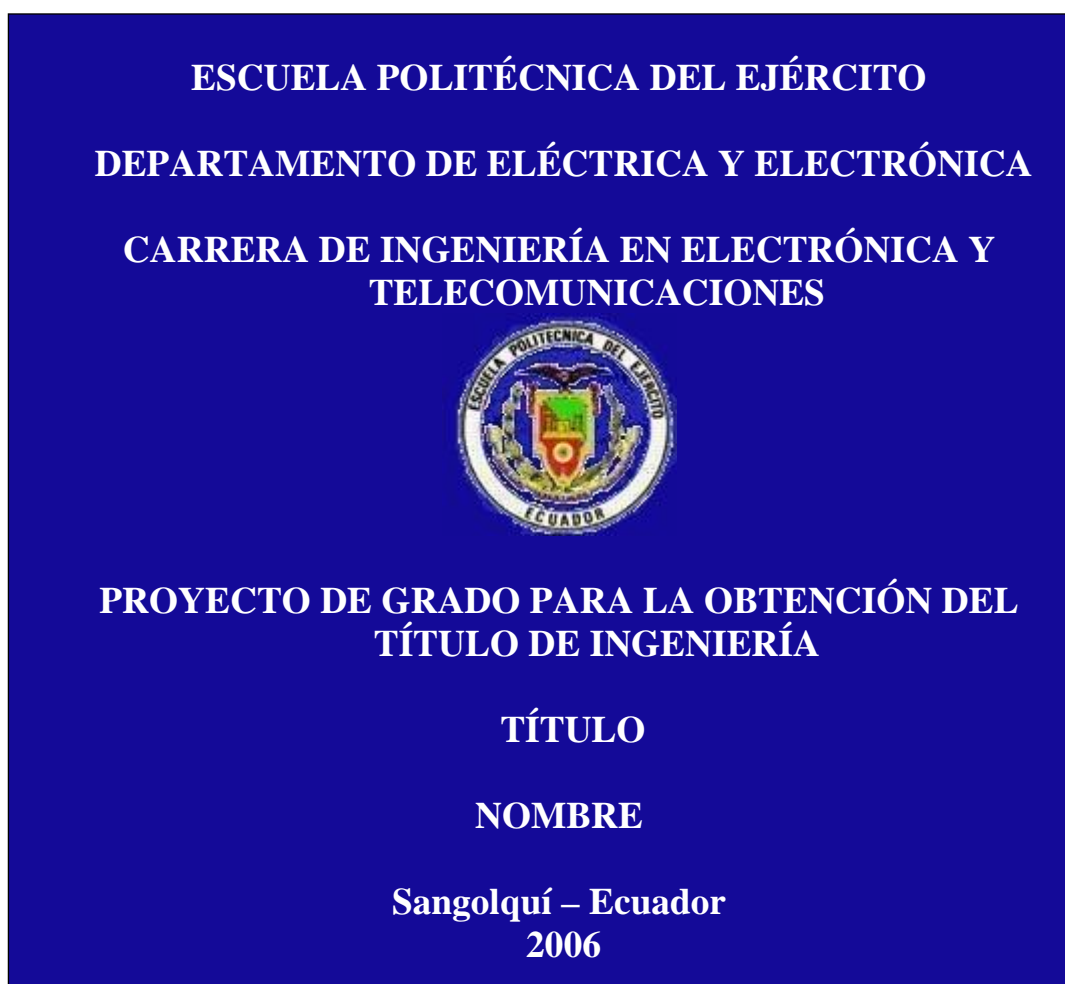 ESCUELA POLITÉCNICA DEL EJÉRCITO
DEPARTAMENTO DE ELÉCTRICA Y ELECTRÓNICA
CARRERA DE INGENIERÍA EN ELECTRÓNICA Y
TELECOMUNICACIONES
ESCUELA POLITECNICA DEL EJERCITO
ECUADOR
PROYECTO DE GRADO PARA LA OBTENCIÓN DEL
TÍTULO DE INGENIERÍA
TÍTULO
NOMBRE
Sangolquí – Ecuador
2006